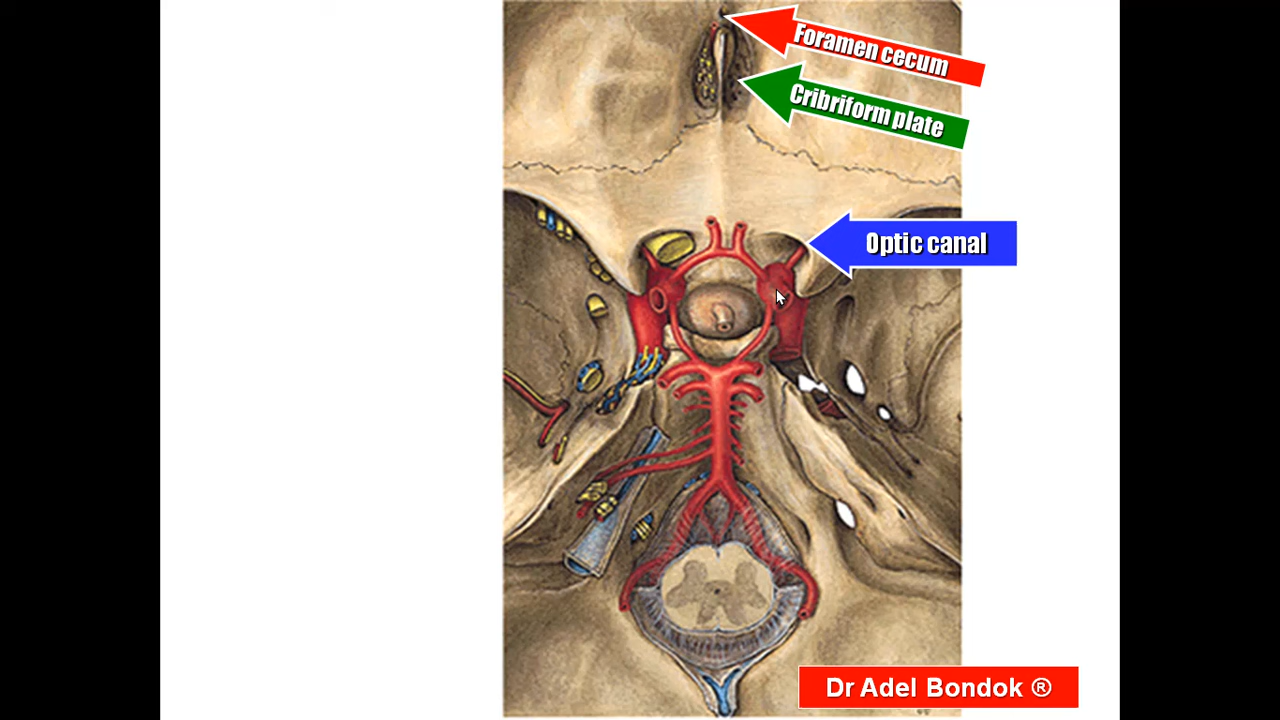 Foramen cecum
Cribriform plate
Optic canal
Dr Adel Bondok ®